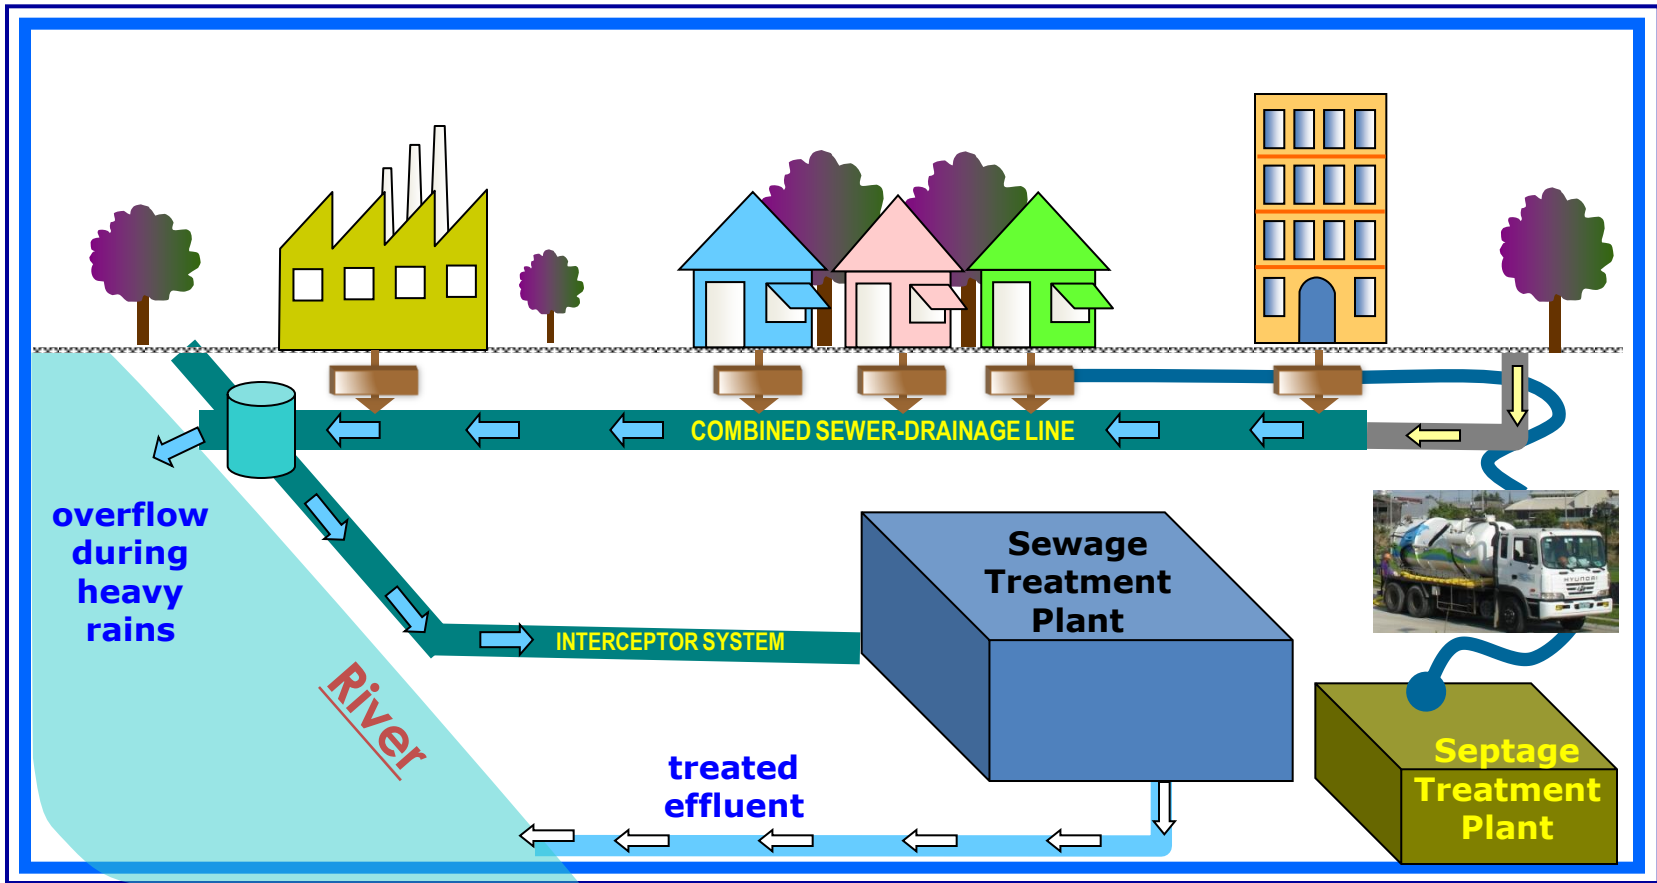 COMBINED SEWER-DRAINAGE LINE
overflow
during
heavy
rains
Sewage
Treatment
Plant
HYUNDAI
INTERCEPTOR SYSTEM
River
treated
effluent
Septage
Treatment
Plant